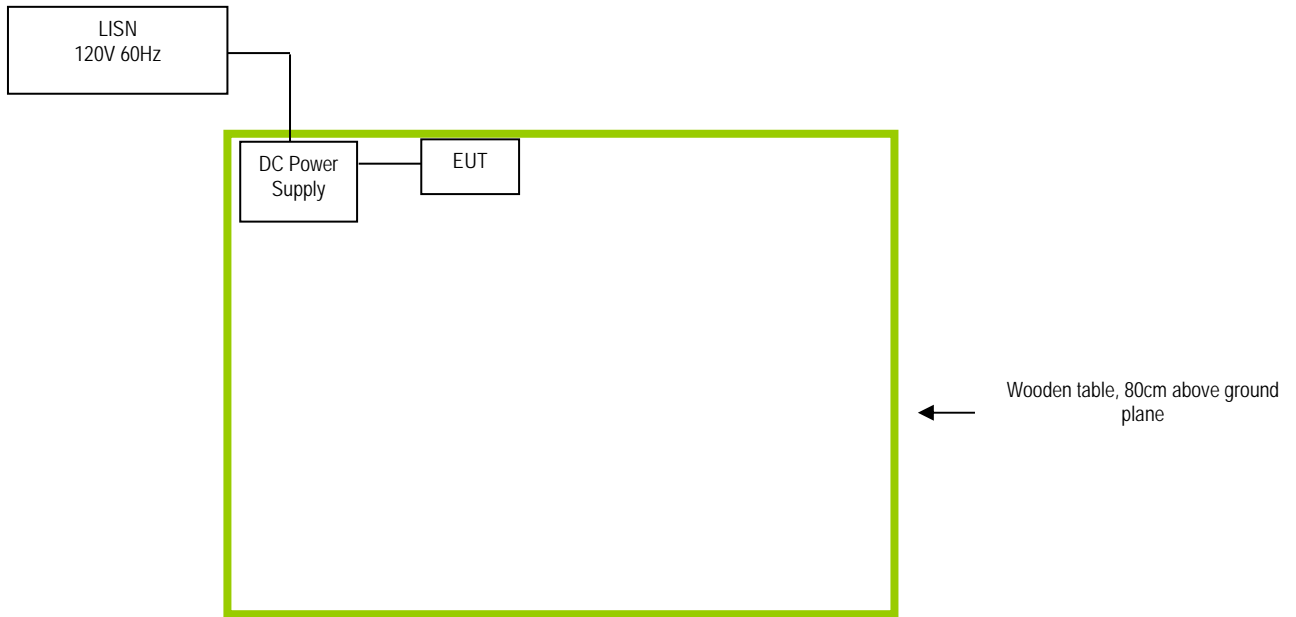 LISN
120V 60Hz
DC Power
Supply
EUT
Wooden table, 80cm above ground
plane